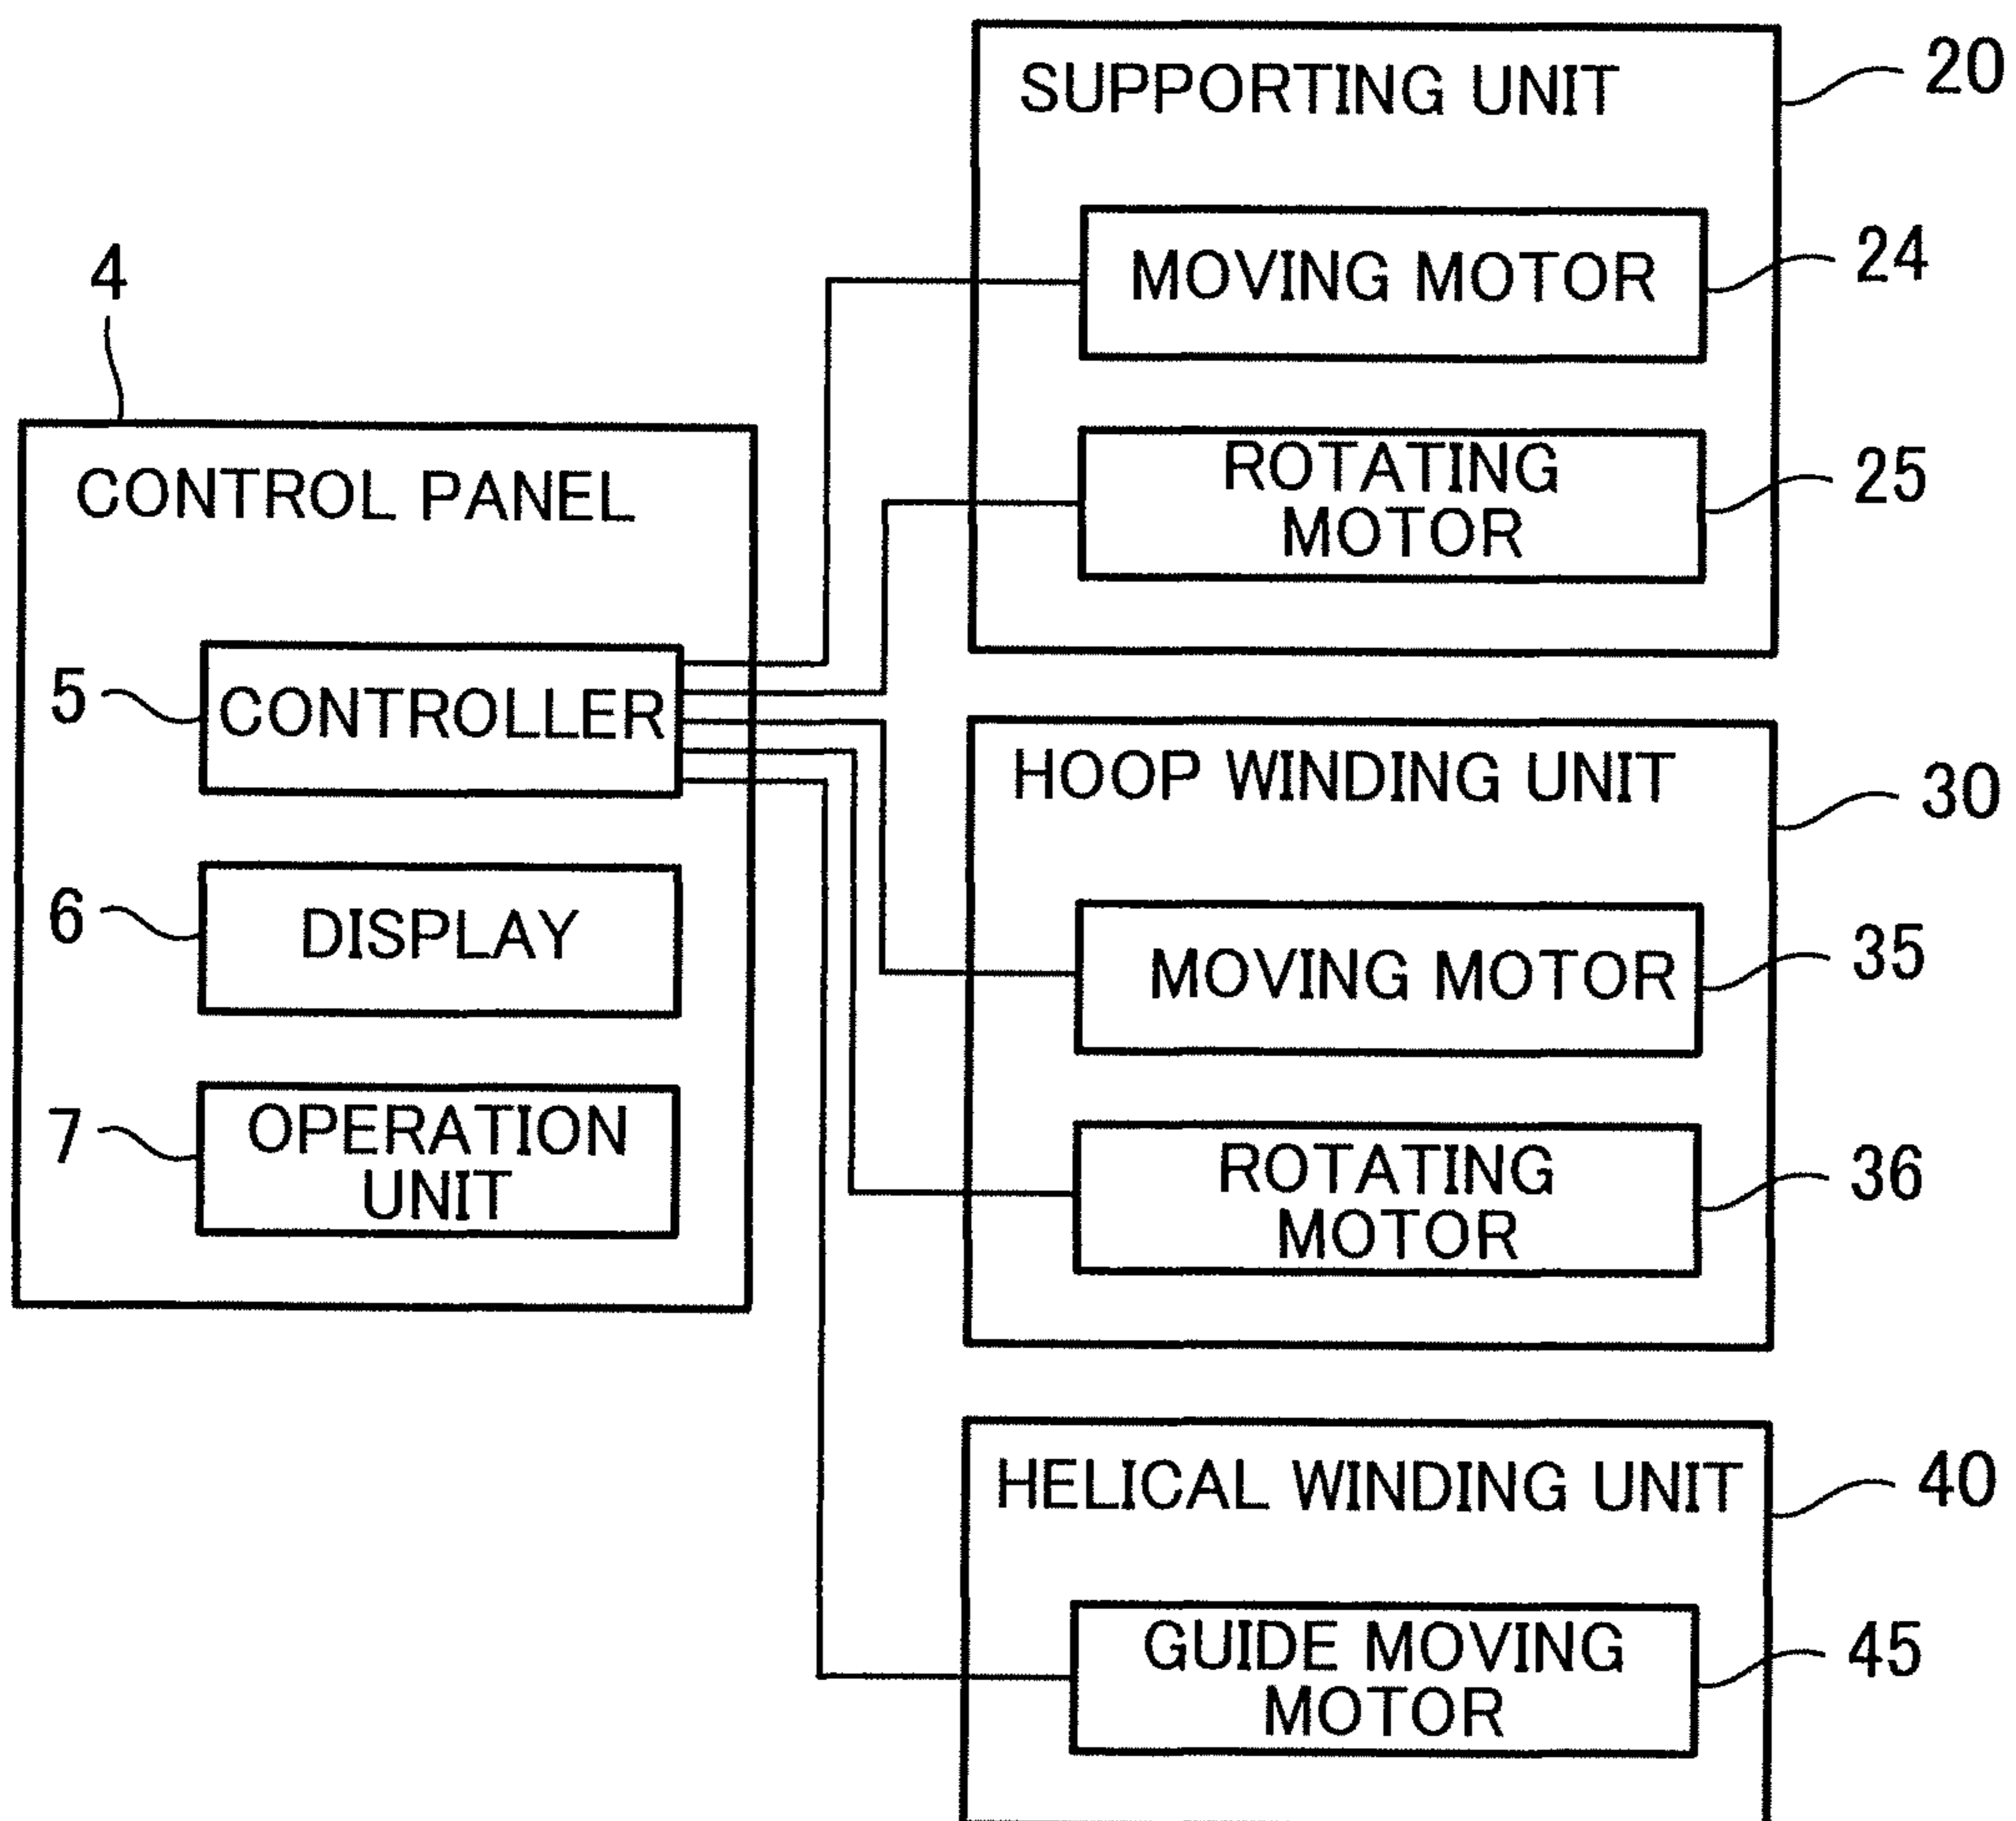 4
CONTROL PANEL
5
CONTROLLER
6
DISPLAY
7
OPERATION
UNIT
SUPPORTING UNIT
20
MOVING MOTOR
24
ROTATING
MOTOR
25
HOOP WINDING UNIT
30
MOVING MOTOR
35
ROTATING
MOTOR
36
HELICAL WINDING UNIT
40
GUIDE MOVING
MOTOR
45